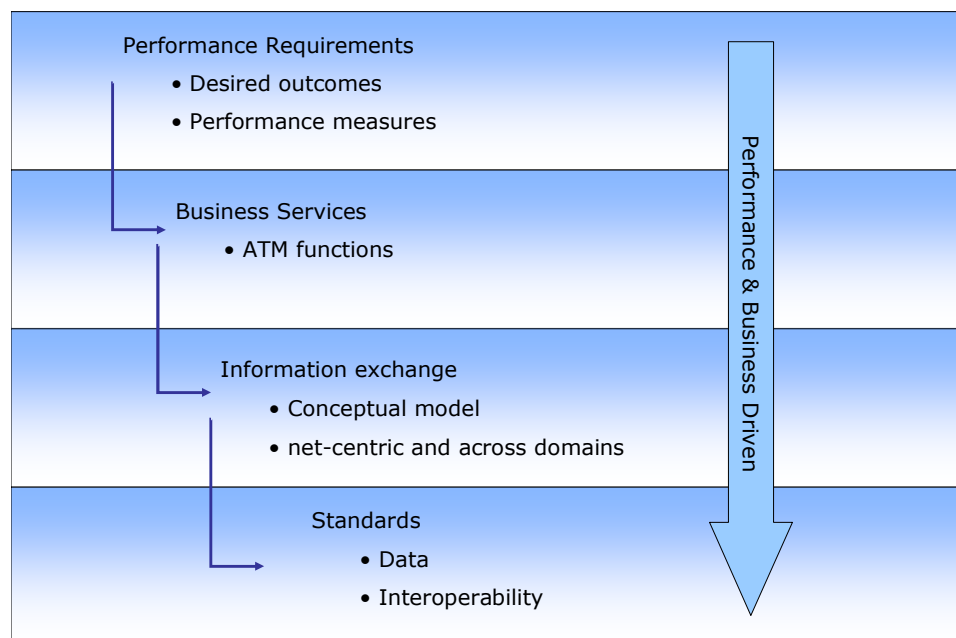 Performance Requirements
• Desired outcomes
• Performance measures
Business Services
• ATM functions
Information exchange
• Conceptual model
• net-centric and across domains
Standards
• Data
• Interoperability
Performance & Business Driven